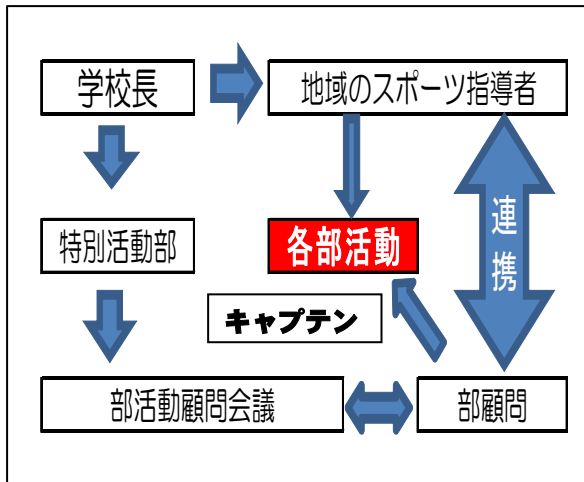 学校長
地域のスポーツ指導者
特別活動部
各部活動
連携
キャプテン
部活動顧問会議
部顧問